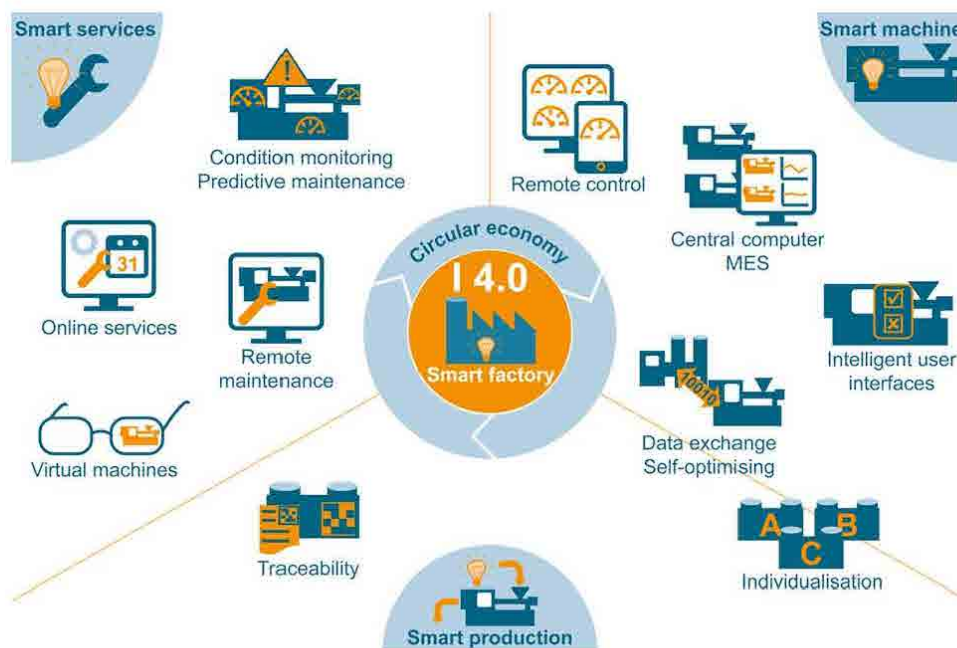 Smart services
Smart machine
Condition monitoring
Predictive maintenance
Remote control
Central computer
MES
Circular economy
I 4.0
Smart factory
31
Online services
Remote
maintenance
Intelligent user
interfaces
10010
Data exchange
Self-optimising
Virtual machines
Traceability
A
B
C
Individualisation
Smart production
!